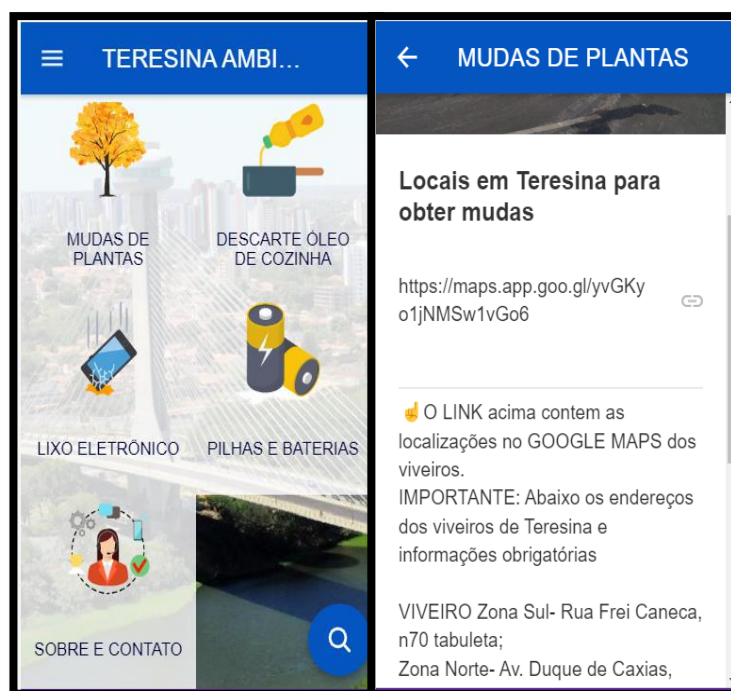 TERESINA AMBI...
MUDAS DE
PLANTAS
DESCARTE ÓLEO
DE COZINHA
LIXO ELETRÔNICO
PILHAS E BATERIAS
SOBRE E CONTATO
MUDAS DE PLANTAS
Locais em Teresina para
obter mudas
https://maps.app.goo.gl/yvGKy
o1jNMSw1vGo6
☝O LINK acima contem as
localizações no GOOGLE MAPS dos
viveiros.
IMPORTANTE: Abaixo os endereços
dos viveiros de Teresina e
informações obrigatórias
VIVEIRO Zona Sul- Rua Frei Caneca,
n70 tabuleta;
Zona Norte- Av. Duque de Caxias,